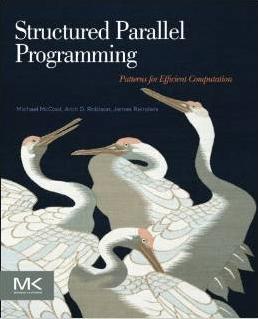 Structured Parallel
Programming
Patterns for Efficient Computation
Michael McCool, Arch D. Robison, James Reinders
MK